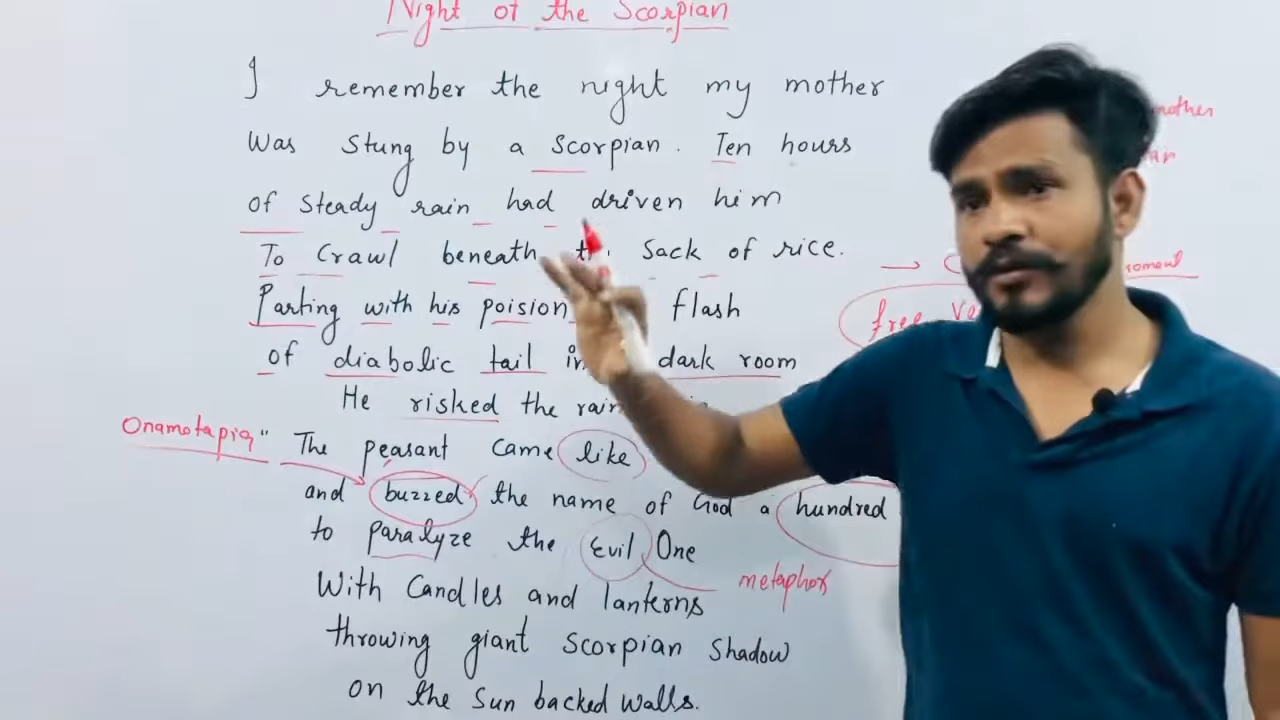 Night of the Scorpian
I remember the night my mother
mother
Was Stung by a Scorpian. Ten hours
of Steady rain had driven him
To Crawl beneath Sack of rice.
Parting with his poision flash
free
of diabolic tail dark room
He risked the rain
Onamotapia" The peasant came like
and buzzed the name of God a hundred
to paralyze the Evil One
metaphor
With Candles and lanterns
throwing giant Scorpian Shadow
on the Sun backed walls.